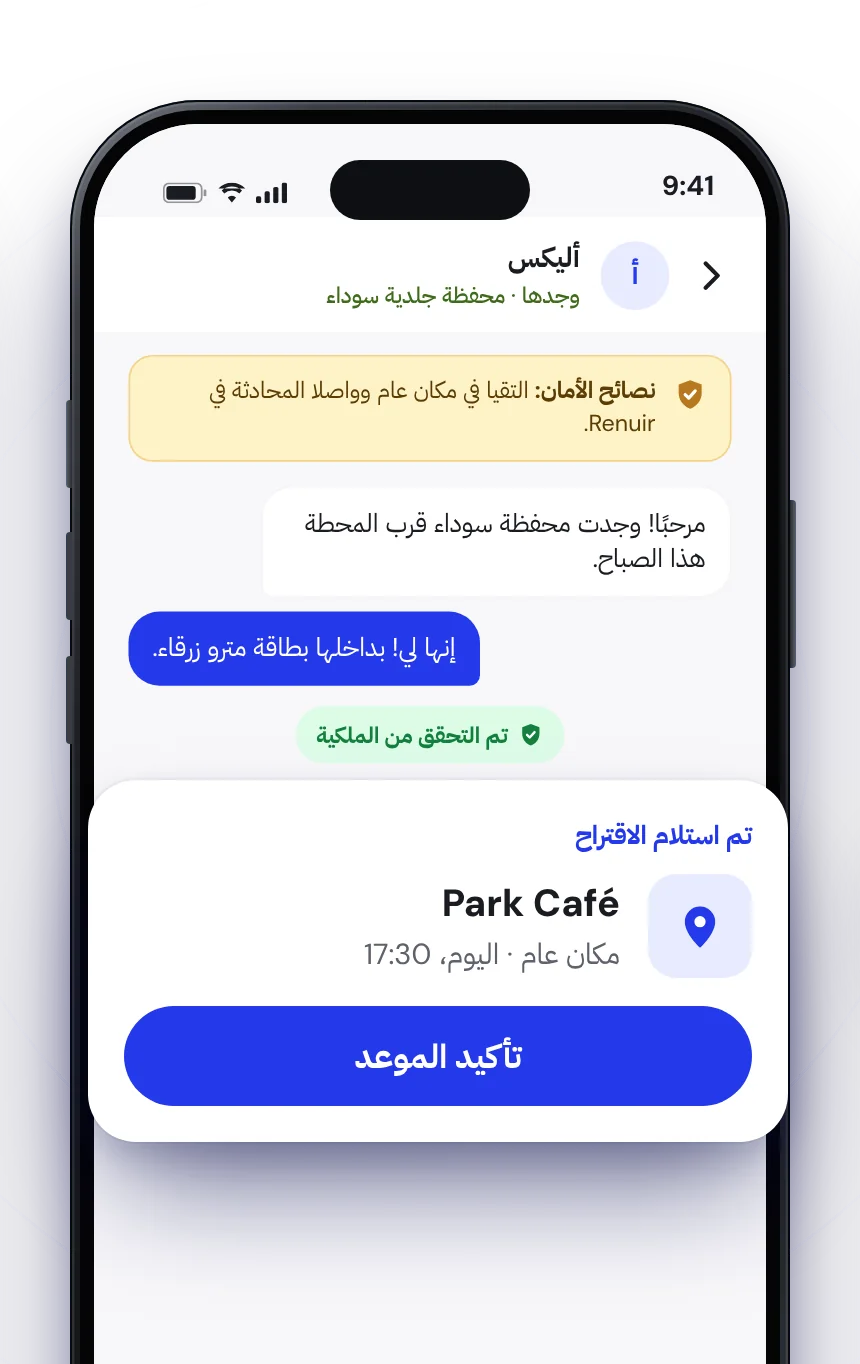 9:41
أ
أليكس
وجدها · محفظة جلدية سوداء
نصائح الأمان: التقيا في مكان عام وواصلا المحادثة في
Renuir.
مرحبًا! وجدت محفظة سوداء قرب المحطة
هذا الصباح.
إنها لي! بداخلها بطاقة مترو زرقاء.
تم التحقق من الملكية
تم استلام الاقتراح
Park Café
مكان عام · اليوم، 17:30
تأكيد الموعد